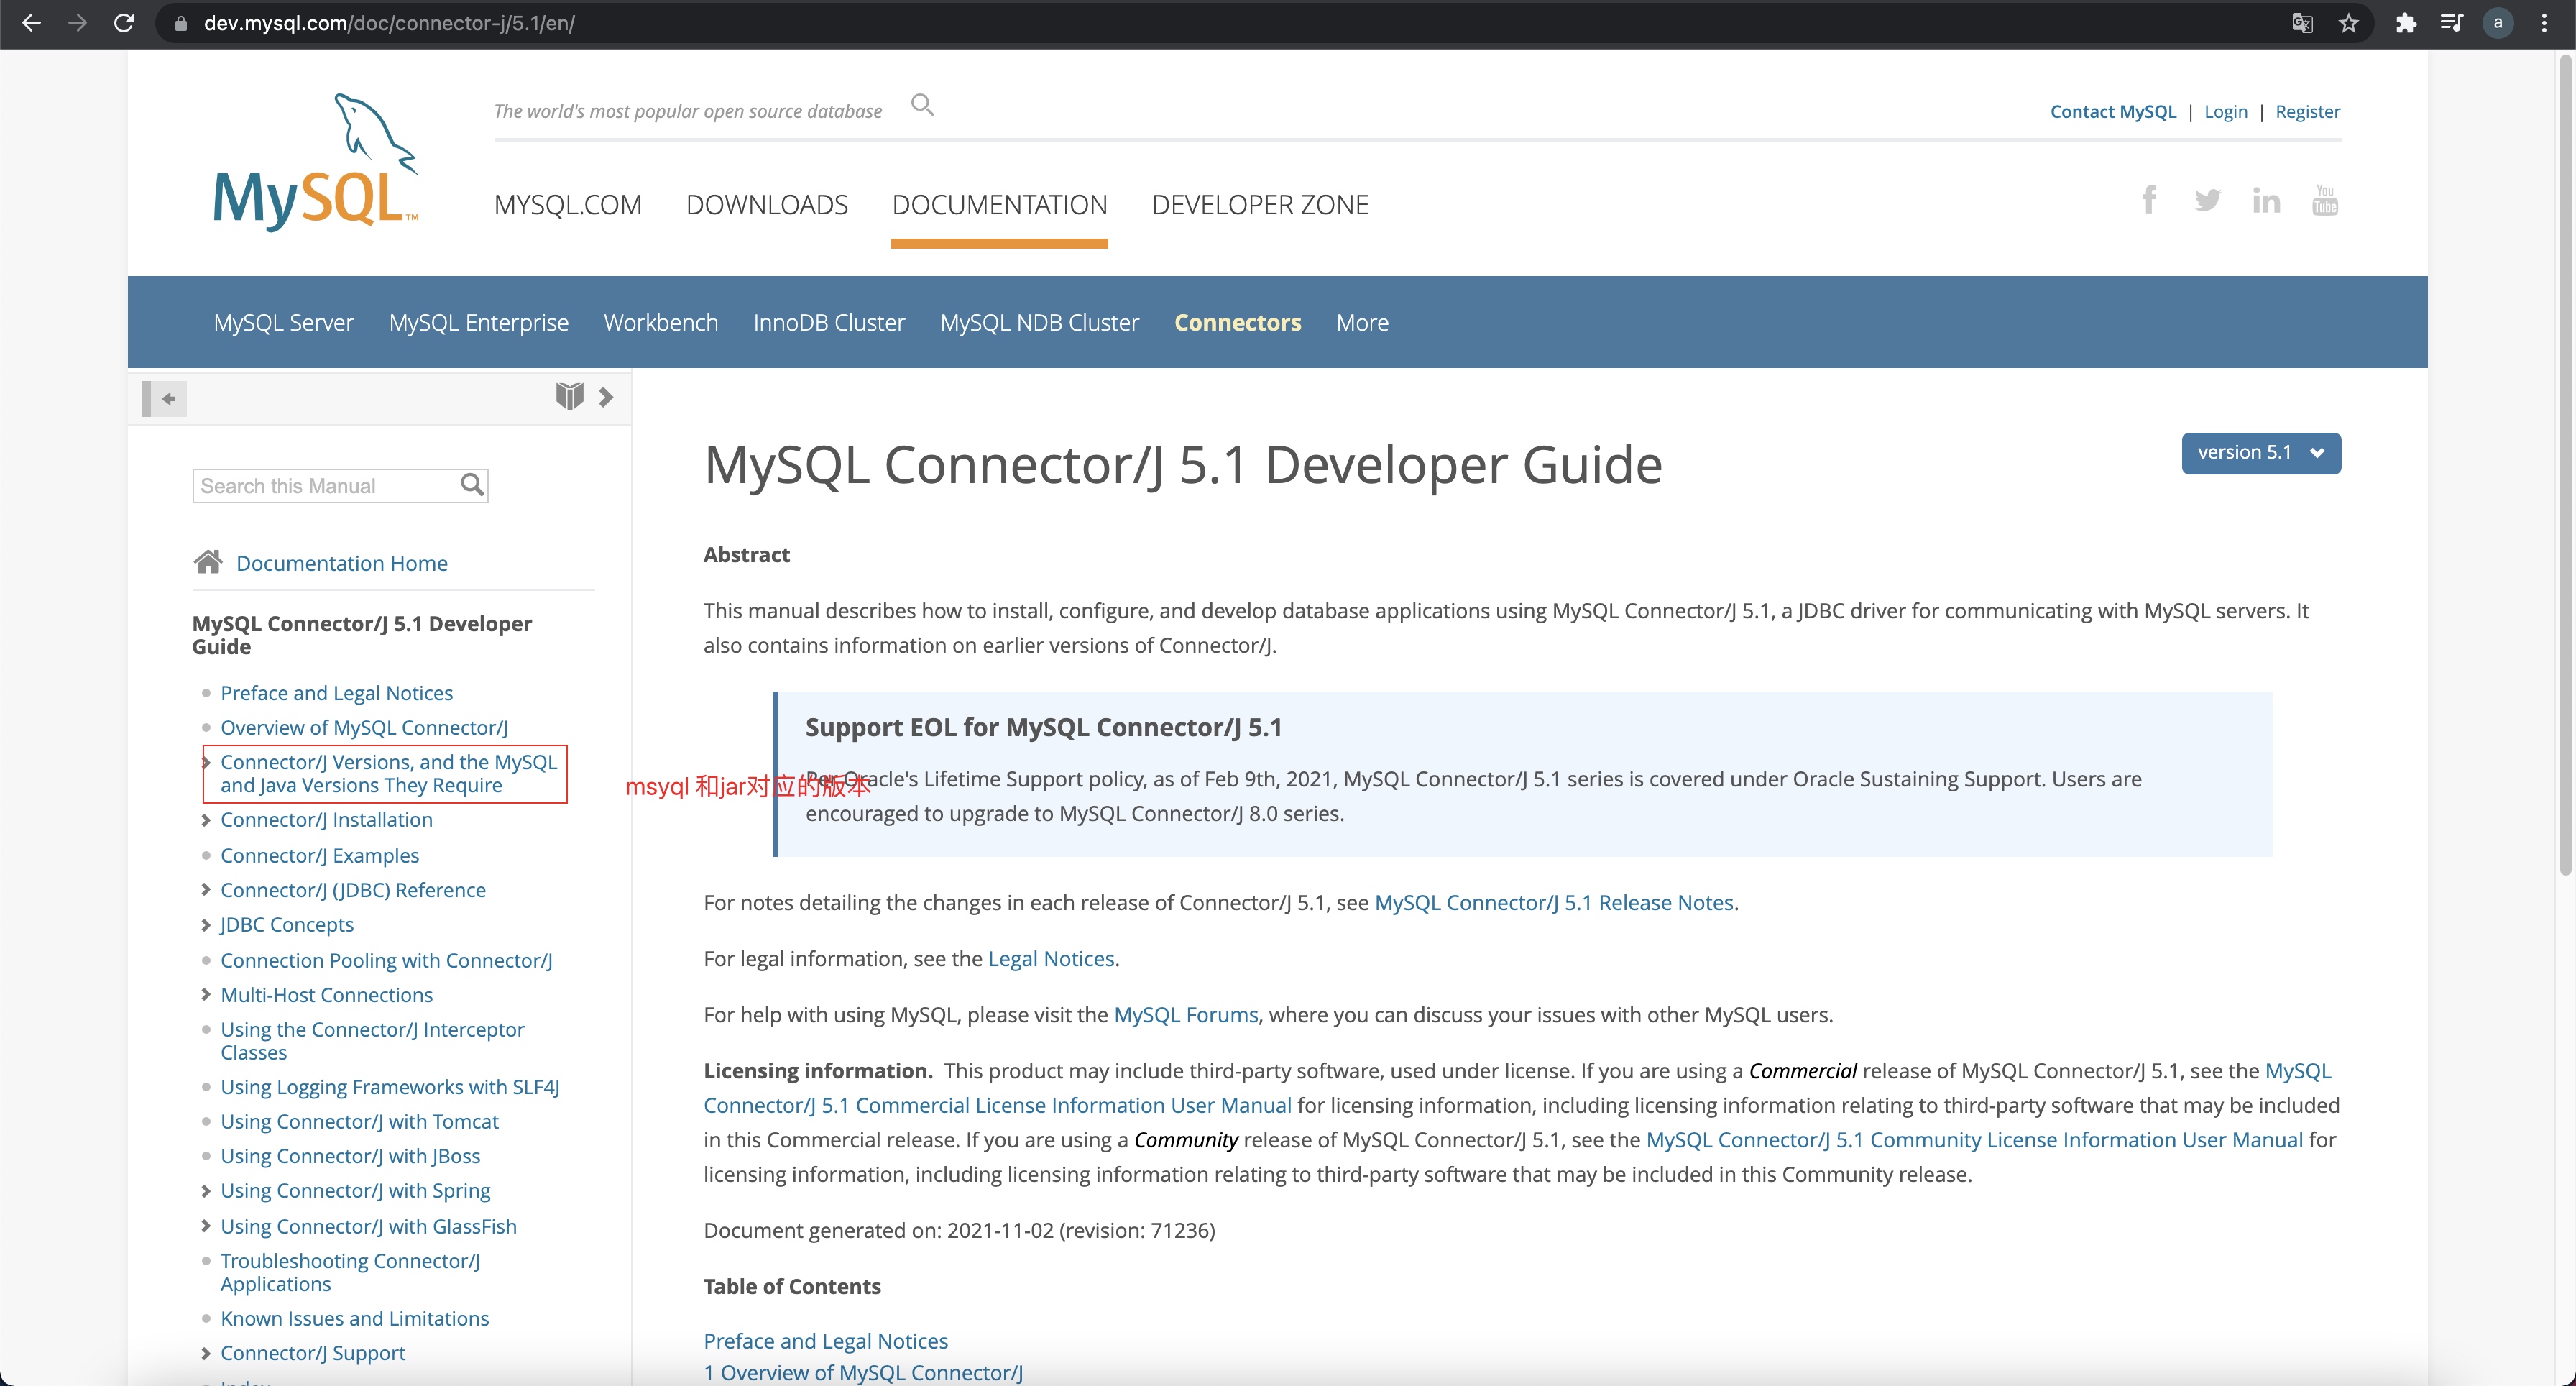 dev.mysql.com/doc/connector-j/5.1/en/
a
The world's most popular open source database
Contact MySQL | Login | Register
MySQL™
MYSQL.COM DOWNLOADS DOCUMENTATION DEVELOPER ZONE
You Tube
MySQL Server MySQL Enterprise Workbench InnoDB Cluster MySQL NDB Cluster Connectors More
Search this Manual
Documentation Home
MySQL Connector/J 5.1 Developer
Guide
Preface and Legal Notices
Overview of MySQL Connector/J
Connector/J Versions, and the MySQL
and Java Versions They Require
Connector/J Installation
Connector/J Examples
Connector/J (JDBC) Reference
JDBC Concepts
Connection Pooling with Connector/J
Multi-Host Connections
Using the Connector/J Interceptor
Classes
Using Logging Frameworks with SLF4J
Using Connector/J with Tomcat
Using Connector/J with JBoss
Using Connector/J with Spring
Using Connector/J with GlassFish
Troubleshooting Connector/J
Applications
Known Issues and Limitations
Connector/J Support
Index
msyql 和jar对应的版本
MySQL Connector/J 5.1 Developer Guide
version 5.1
Abstract
This manual describes how to install, configure, and develop database applications using MySQL Connector/J 5.1, a JDBC driver for communicating with MySQL servers. It
also contains information on earlier versions of Connector/J.
Support EOL for MySQL Connector/J 5.1
Per Oracle's Lifetime Support policy, as of Feb 9th, 2021, MySQL Connector/J 5.1 series is covered under Oracle Sustaining Support. Users are
encouraged to upgrade to MySQL Connector/J 8.0 series.
For notes detailing the changes in each release of Connector/J 5.1, see MySQL Connector/J 5.1 Release Notes.
For legal information, see the Legal Notices.
For help with using MySQL, please visit the MySQL Forums, where you can discuss your issues with other MySQL users.
Licensing information. This product may include third-party software, used under license. If you are using a Commercial release of MySQL Connector/J 5.1, see the MySQL
Connector/J 5.1 Commercial License Information User Manual for licensing information, including licensing information relating to third-party software that may be included
in this Commercial release. If you are using a Community release of MySQL Connector/J 5.1, see the MySQL Connector/J 5.1 Community License Information User Manual for
licensing information, including licensing information relating to third-party software that may be included in this Community release.
Document generated on: 2021-11-02 (revision: 71236)
Table of Contents
Preface and Legal Notices
1 Overview of MySQL Connector/J